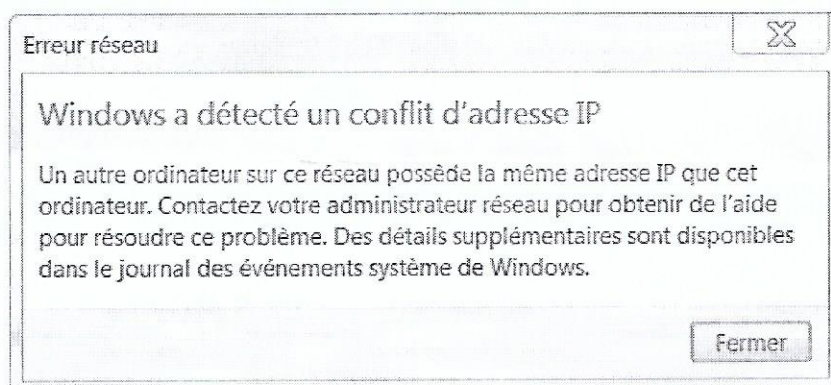 Erreur réseau
Windows a détecté un conflit d'adresse IP
Un autre ordinateur sur ce réseau possède la même adresse IP que cet
ordinateur. Contactez votre administrateur réseau pour obtenir de l'aide
pour résoudre ce problème. Des détails supplémentaires sont disponibles
dans le journal des événements système de Windows.
Fermer